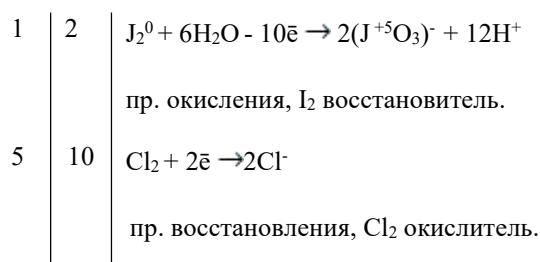 1 2 J₂⁰ + 6H₂O - 10ē → 2(J⁺⁵O₃)⁻ + 12H⁺
пр. окисления, I₂ восстановитель.
5 10 Cl₂ + 2ē →2Cl⁻
пр. восстановления, Cl₂ окислитель.